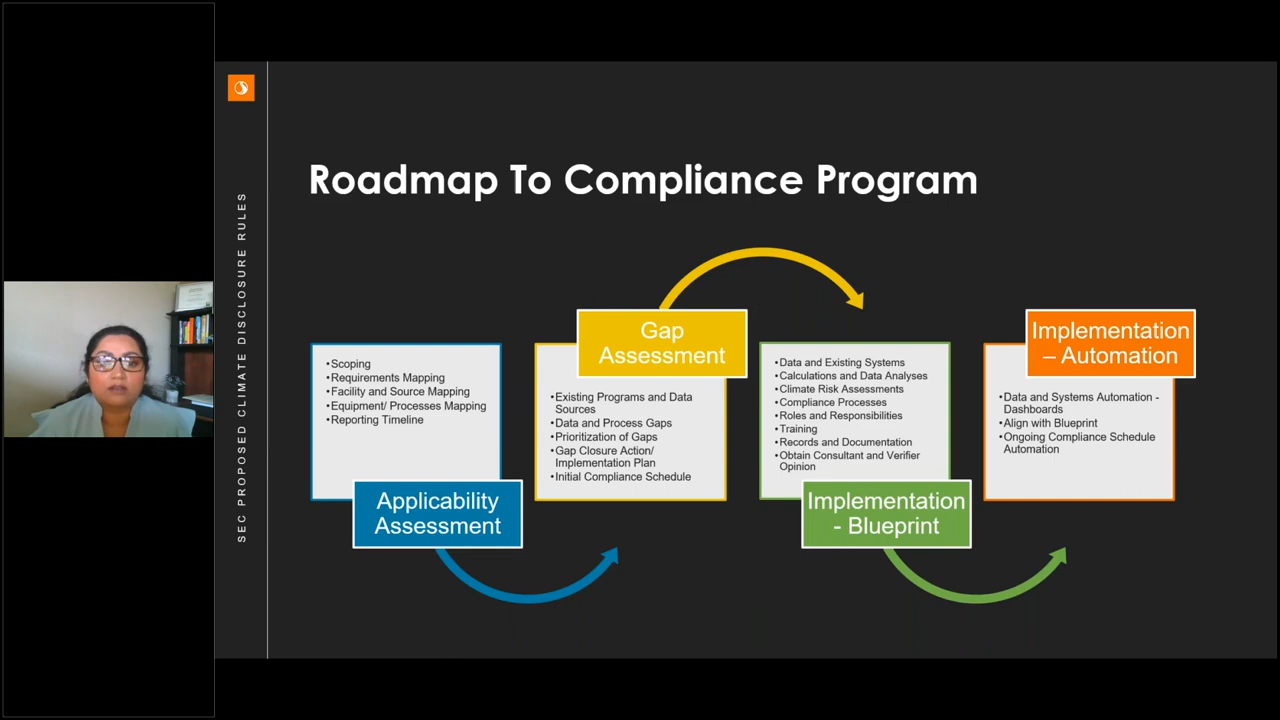 SEC PROPOSED CLIMATE DISCLOSURE RULES
Roadmap To Compliance Program
•Scoping
•Requirements Mapping
•Facility and Source Mapping
•Equipment/ Processes Mapping
•Reporting Timeline
Applicability
Assessment
Gap
Assessment
•Existing Programs and Data
Sources
•Data and Process Gaps
•Prioritization of Gaps
•Gap Closure Action/
Implementation Plan
•Initial Compliance Schedule
•Data and Existing Systems
•Calculations and Data Analyses
•Climate Risk Assessments
•Compliance Processes
•Roles and Responsibilities
•Training
•Records and Documentation
•Obtain Consultant and Verifier
Opinion
Implementation
- Blueprint
Implementation
– Automation
•Data and Systems Automation -
Dashboards
•Align with Blueprint
•Ongoing Compliance Schedule
Automation